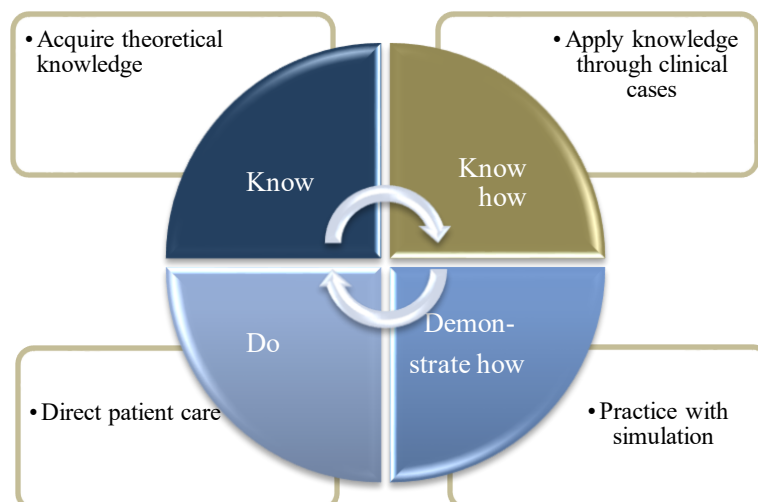 • Acquire theoretical
knowledge
• Apply knowledge
through clinical
cases
Know
Know
how
Do
Demon-
strate how
• Direct patient care
• Practice with
simulation